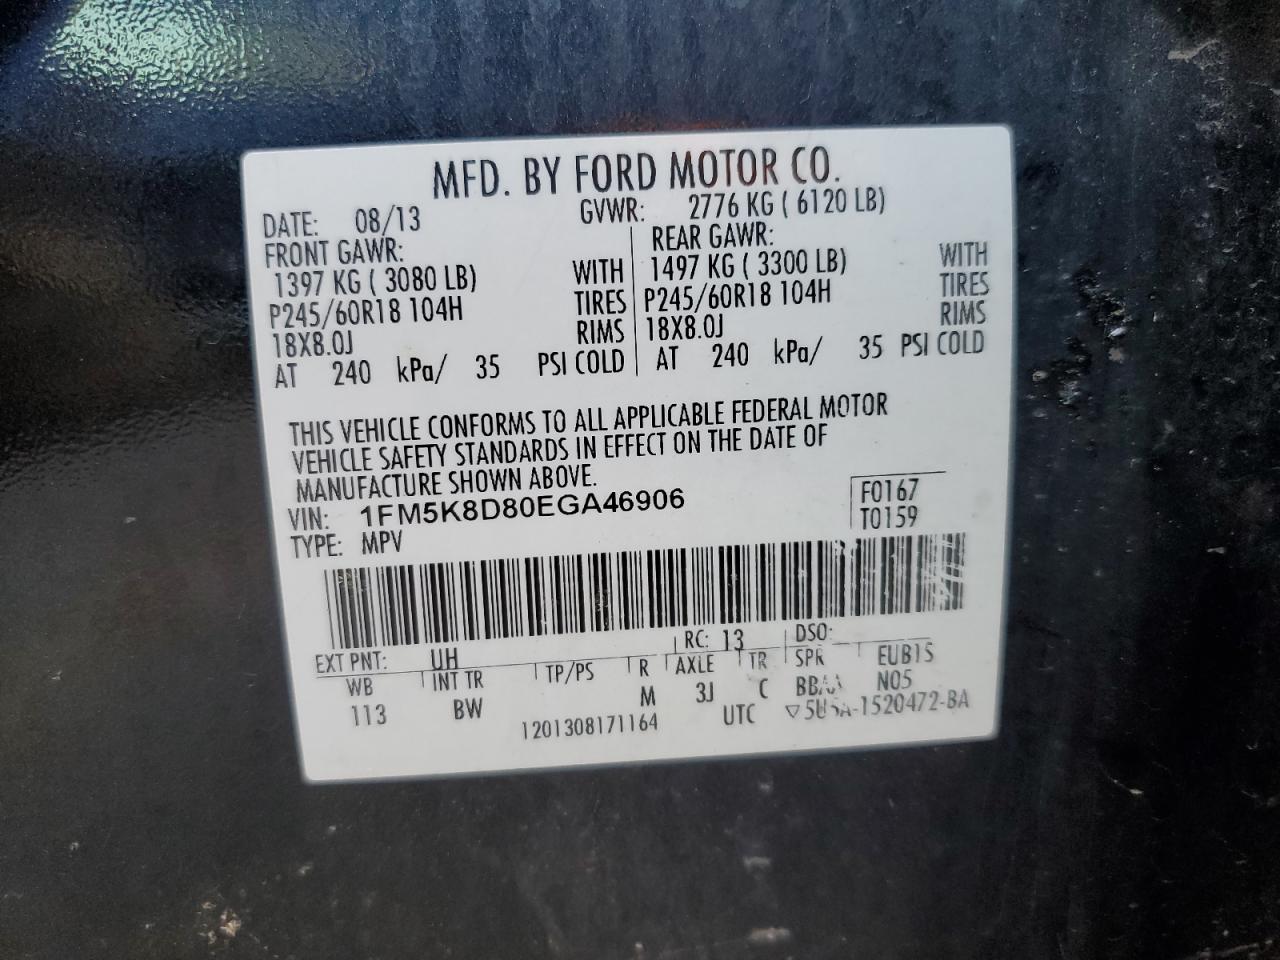 MFD. BY FORD MOTOR CO.
DATE: 08/13 GVWR: 2776 KG ( 6120 LB)
FRONT GAWR: REAR GAWR:
1397 KG ( 3080 LB) WITH 1497 KG ( 3300 LB) WITH
P245/60R18 104H TIRES P245/60R18 104H TIRES
18X8.0J RIMS 18X8.0J RIMS
AT 240 kPa/ 35 PSI COLD AT 240 kPa/ 35 PSI COLD
THIS VEHICLE CONFORMS TO ALL APPLICABLE FEDERAL MOTOR
VEHICLE SAFETY STANDARDS IN EFFECT ON THE DATE OF
MANUFACTURE SHOWN ABOVE.
VIN: 1FM5K8D80EGA46906 F0167
TYPE: MPV T0159
EXT PNT: UH RC: 13 DSO:
WB INT TR TP/PS R AXLE TR SPR EUB1S
113 BW M 3J C N05
1201308171164 UTC